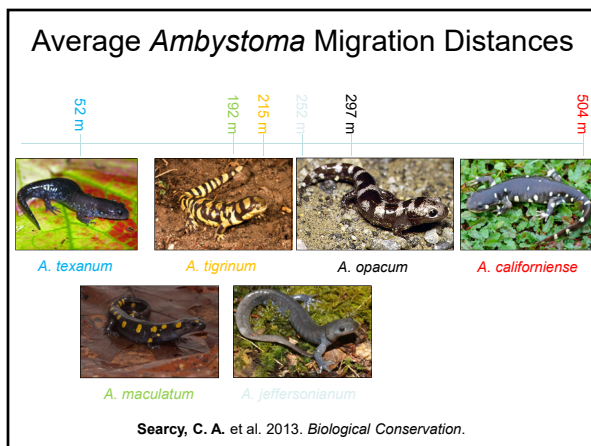 Average Ambystoma Migration Distances
52 m
192 m
215 m
252 m
297 m
504 m
A. texanum
A. tigrinum
A. opacum
A. californiense
A. maculatum
A. jeffersonianum
Searcy, C. A. et al. 2013. Biological Conservation.